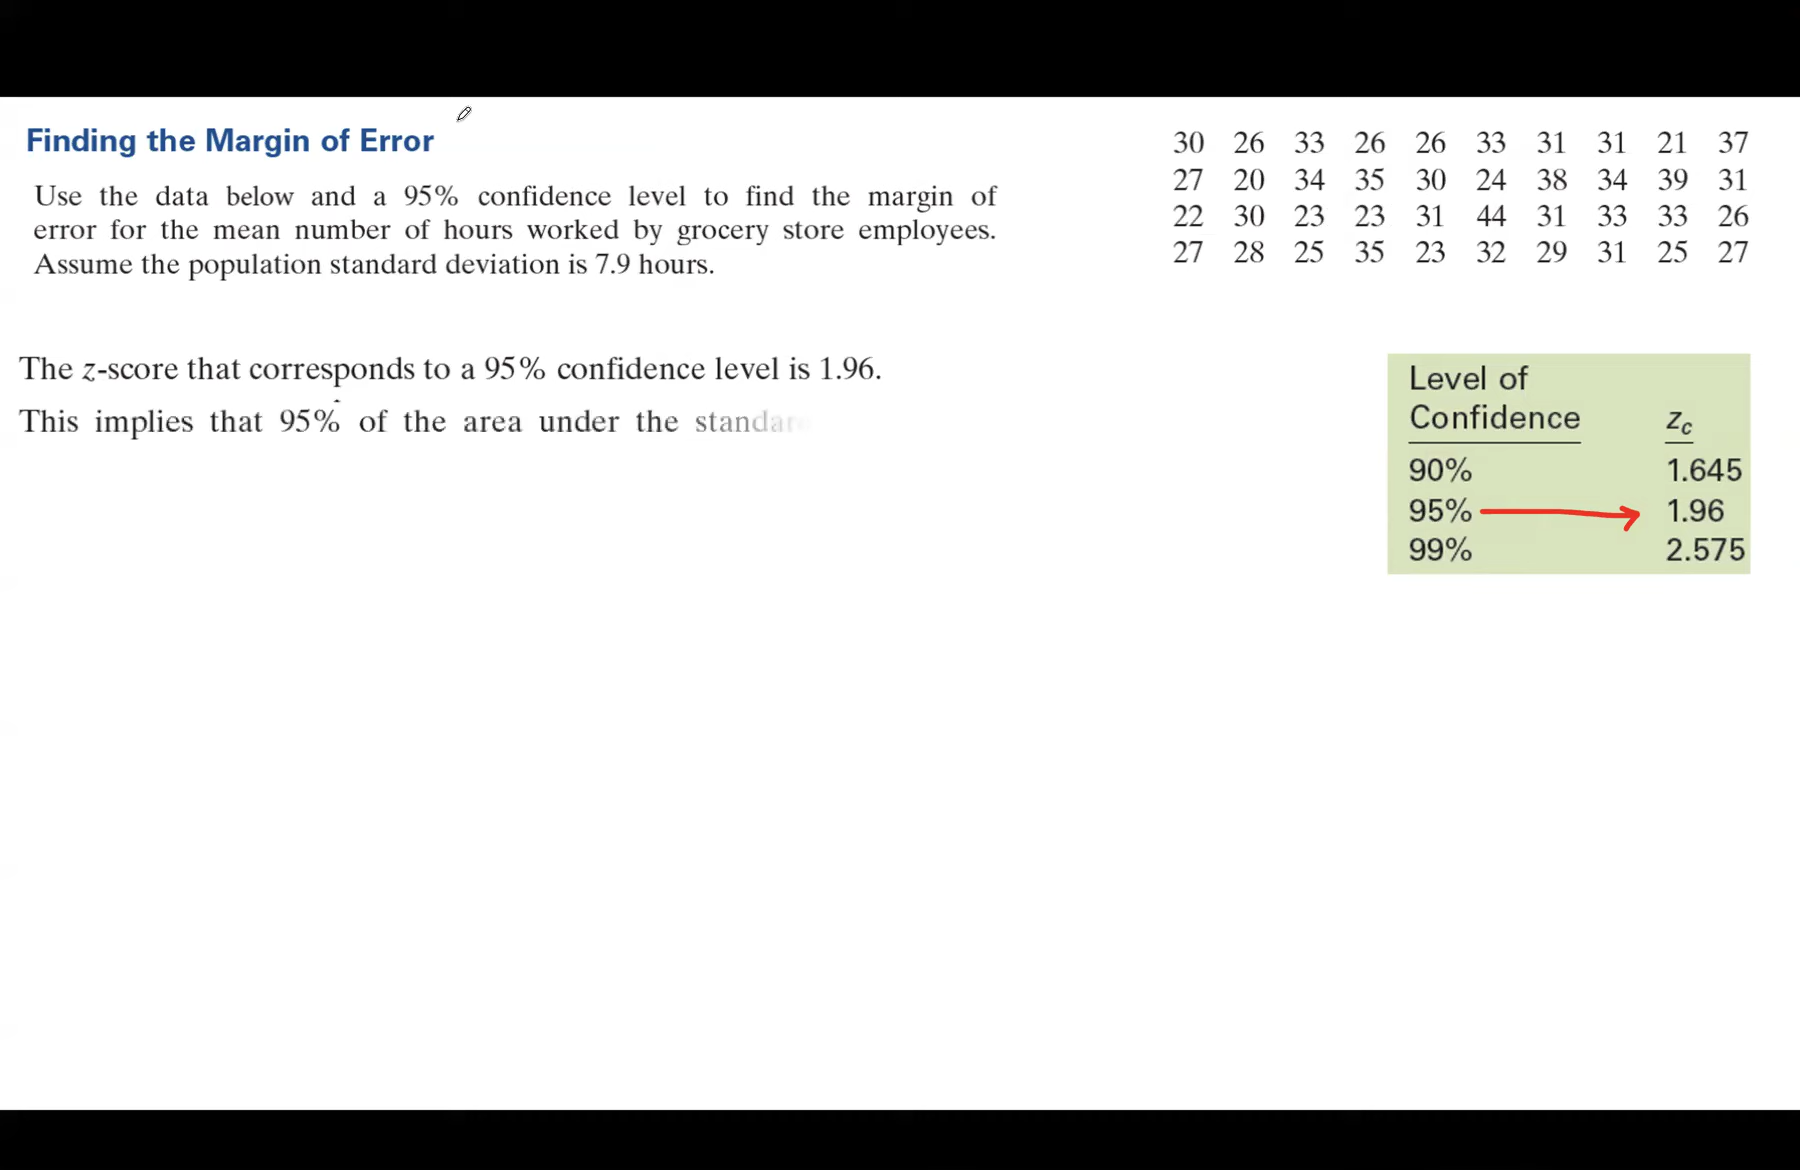 Finding the Margin of Error
Use the data below and a 95% confidence level to find the margin of
error for the mean number of hours worked by grocery store employees.
Assume the population standard deviation is 7.9 hours.
30 26 33 26 26 33 31 31 21 37
27 20 34 35 30 24 38 34 39 31
22 30 23 23 31 44 31 33 33 26
27 28 25 35 23 32 29 31 25 27
The z-score that corresponds to a 95% confidence level is 1.96.
This implies that 95% of the area under the standar
Level of
Confidence zc
90% 1.645
95% 1.96
99% 2.575